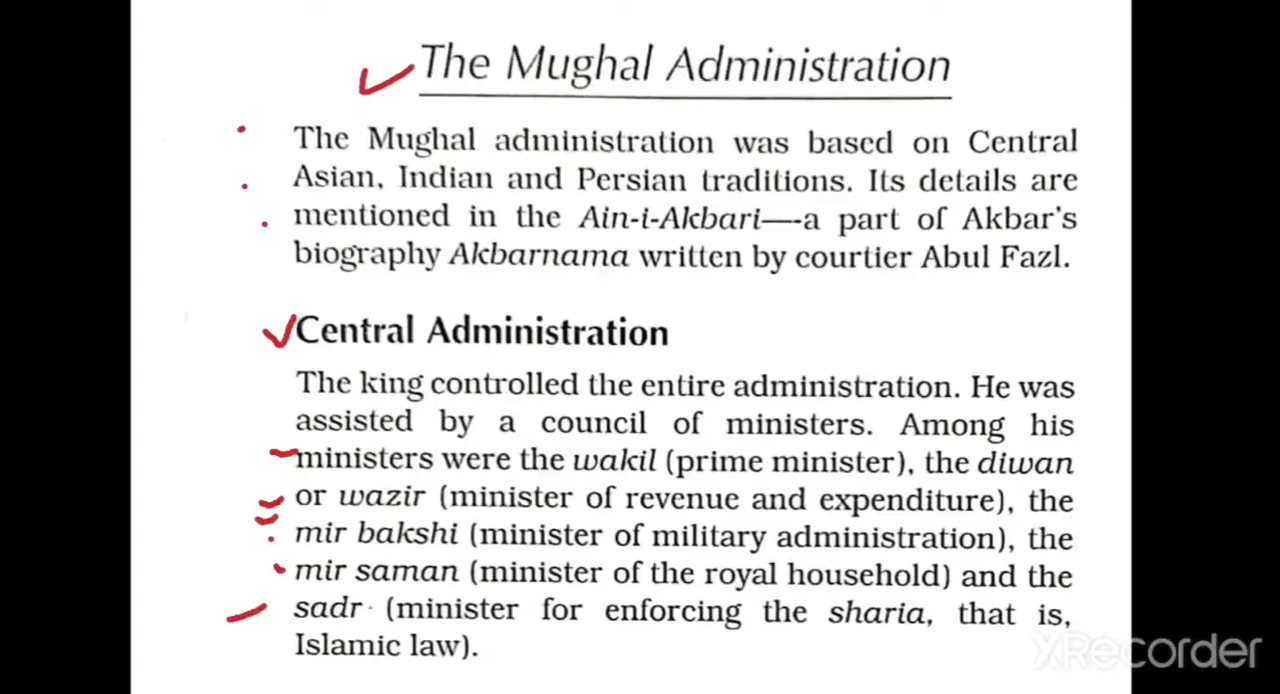 The Mughal Administration
The Mughal administration was based on Central
Asian, Indian and Persian traditions. Its details are
mentioned in the Ain-i-Akbari—-a part of Akbar's
biography Akbarnama written by courtier Abul Fazl.
Central Administration
The king controlled the entire administration. He was
assisted by a council of ministers. Among his
ministers were the wakil (prime minister), the diwan
or wazir (minister of revenue and expenditure), the
mir bakshi (minister of military administration), the
mir saman (minister of the royal household) and the
sadr (minister for enforcing the sharia, that is,
Islamic law).
XRecorder